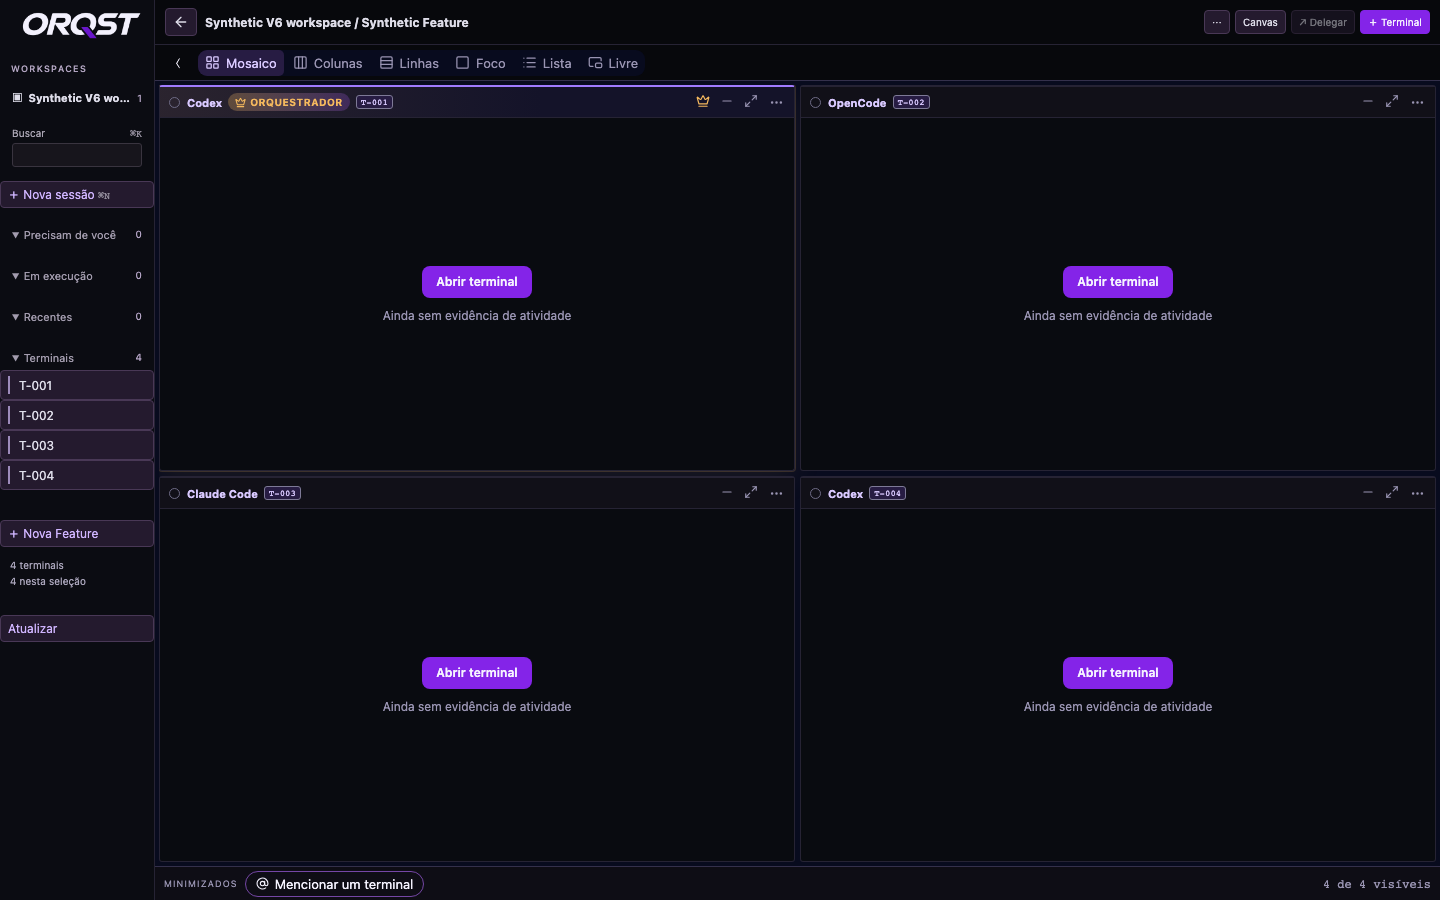 ORQST
WORKSPACES
Synthetic V6 wo... 1
Buscar ⌘K
+ Nova sessão ⌘N
▼ Precisam de você 0
▼ Em execução 0
▼ Recentes 0
▼ Terminais 4
T-001
T-002
T-003
T-004
+ Nova Feature
4 terminais
4 nesta seleção
Atualizar
Synthetic V6 workspace / Synthetic Feature
... Canvas ↗ Delegar + Terminal
Mosaico Colunas Linhas Foco Lista Livre
Codex ORQUESTRADOR T-001
Abrir terminal
Ainda sem evidência de atividade
OpenCode T-002
Abrir terminal
Ainda sem evidência de atividade
Claude Code T-003
Abrir terminal
Ainda sem evidência de atividade
Codex T-004
Abrir terminal
Ainda sem evidência de atividade
MINIMIZADOS @ Mencionar um terminal 4 de 4 visíveis